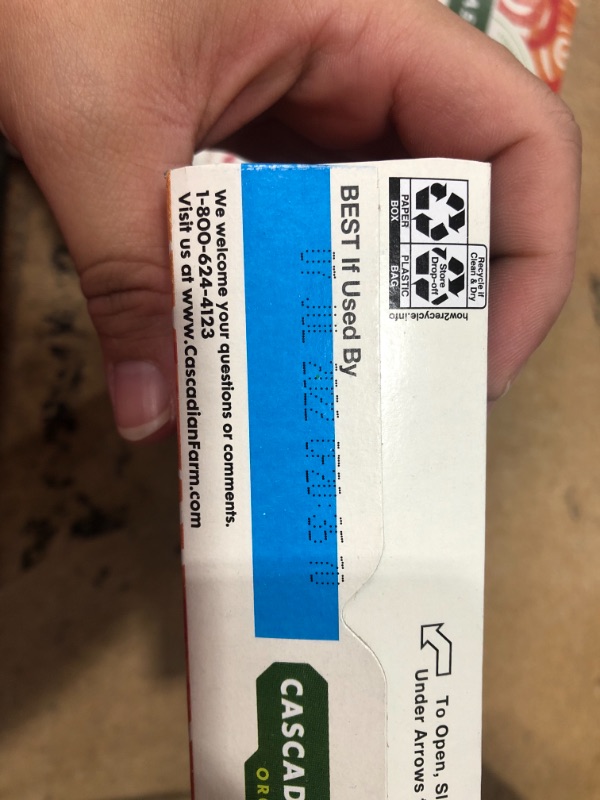 Recycle if
Clean & Dry
Store
Drop-off
PAPER
BOX
PLASTIC
BAG
how2recycle.info
To Open, Sl
Under Arrows
BEST If Used By
2022
We welcome your questions or comments.
1-800-624-4123
Visit us at www.CascadianFarm.com
CASCAD
OR